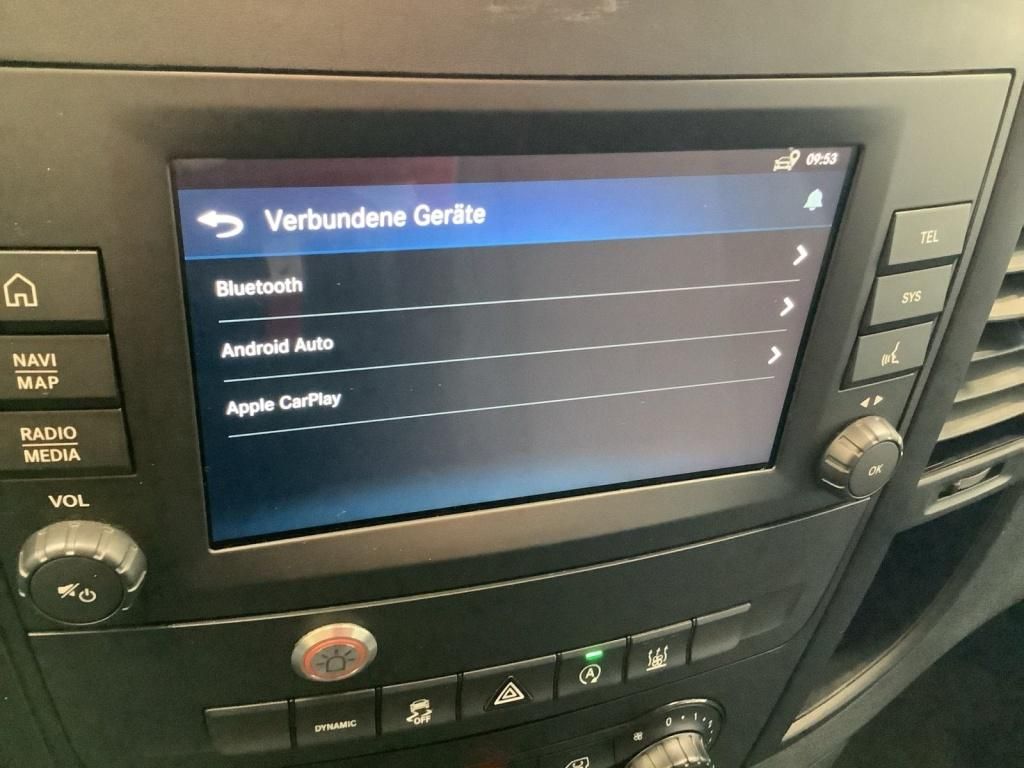 09:53
Verbundene Geräte
Bluetooth
Android Auto
Apple CarPlay
NAVI
MAP
RADIO
MEDIA
VOL
TEL
SYS
OK
DYNAMIC
OFF
A
0